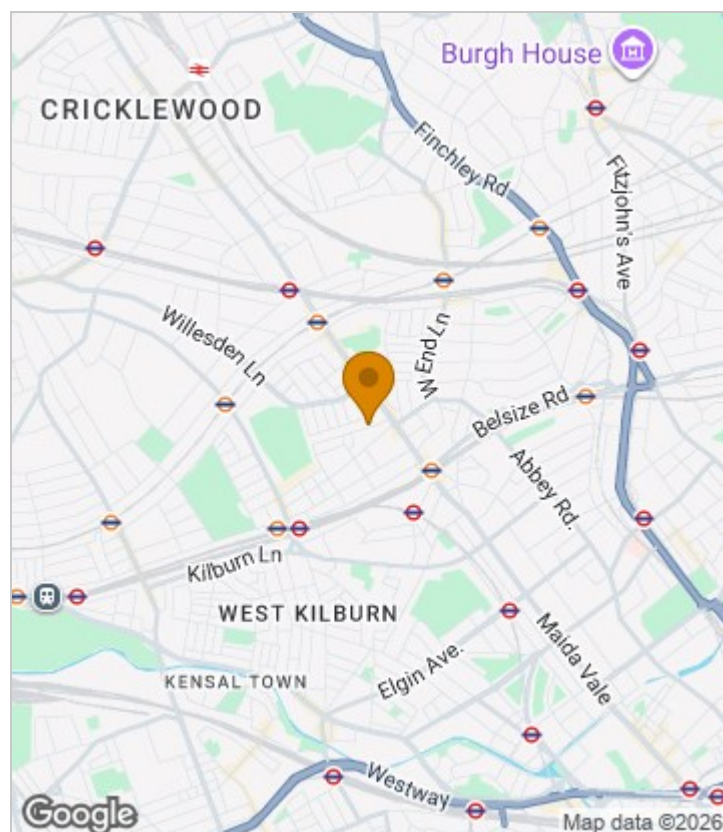 Burgh House
CRICKLEWOOD
Finchley Rd
Fitzjohn's Ave
Willesden Ln
W End Ln
Belsize Rd
Abbey Rd.
Kilburn Ln
WEST KILBURN
Maida Vale
Elgin Ave.
KENSAL TOWN
Westway
Google
Map data ©2026